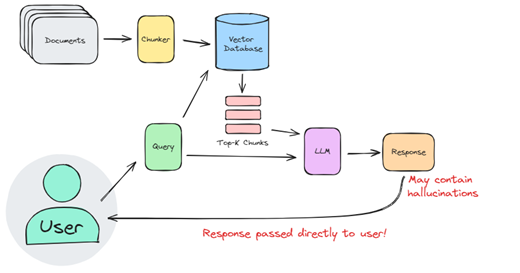 Documents
Chunker
Vector
Database
Top-K Chunks
Query
LLM
Response
May contain
hallucinations
User
Response passed directly to user!